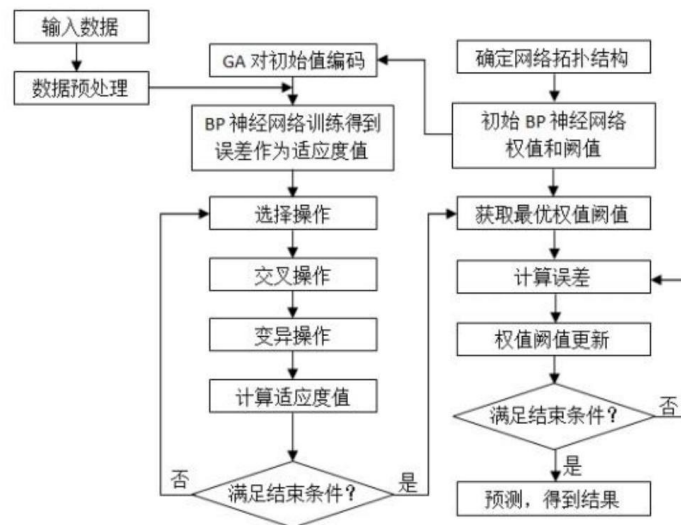 输入数据
数据预处理
GA 对初始值编码
BP 神经网络训练得到
误差作为适应度值
选择操作
交叉操作
变异操作
计算适应度值
满足结束条件？
否
是
确定网络拓扑结构
初始 BP 神经网络
权值和阙值
获取最优权值阙值
计算误差
权值阙值更新
满足结束条件？
否
是
预测，得到结果